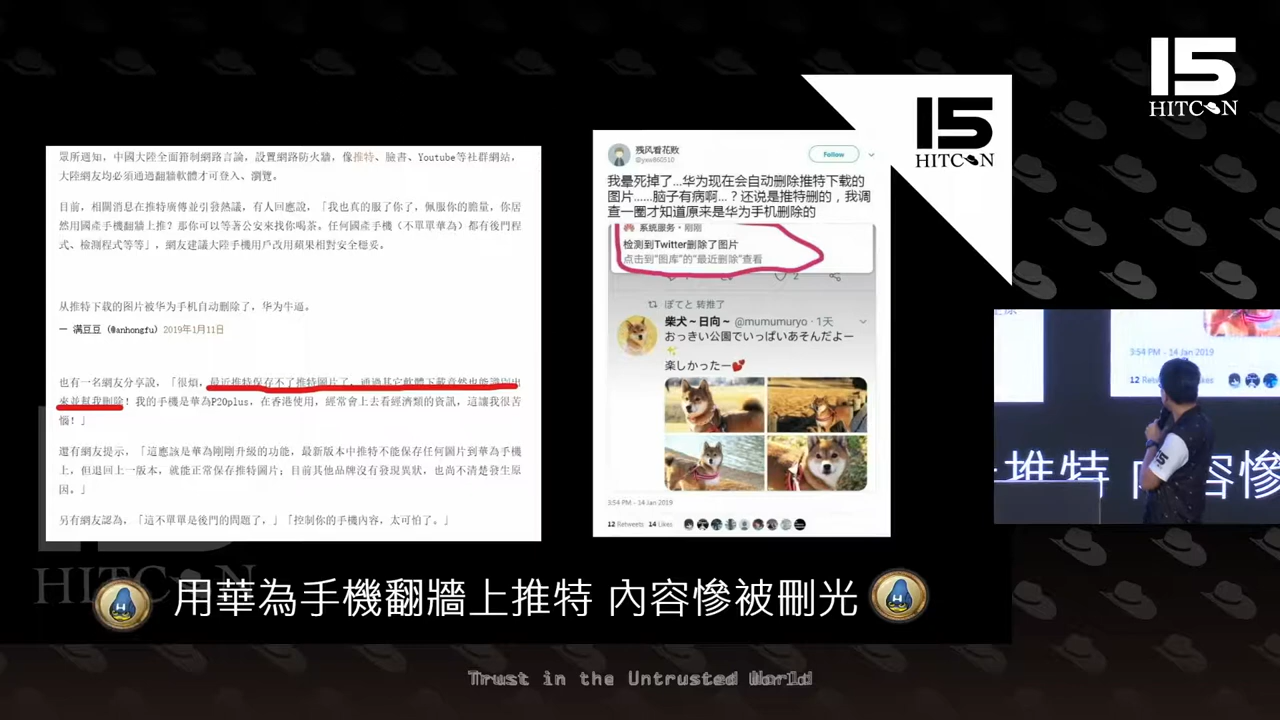 15
HITCON
15
HITCON
眾所週知，中國大陸全面箝制網路言論，設置網路防火牆，像推特、臉書、Youtube等社群網站，
大陸網友均必須通過翻牆軟體才可登入、瀏覽。
目前，相關消息在推特廣傳並引發熱議，有人回應說，「我也真的服了你了，佩服你的膽量，你居
然用國產手機翻牆上推？那你可以等著公安來找你喝茶。任何國產手機（不單單華為）都有後門程
式、檢測程式等等」，網友建議大陸手機用戶改用蘋果相對安全穩妥。
从推特下载的图片被华为手机自动删除了，华为牛逼。
— 满豆豆 (@anhongfu) 2019年1月11日
也有一名網友分享說，「很煩，最近推特保存不了推特圖片了，通過其它軟體下載竟然也能識別出
來並幫我刪除！我的手機是華為P20plus，在香港使用，經常會上去看經濟類的資訊，這讓我很苦
惱！」
還有網友提示，「這應該是華為剛剛升級的功能，最新版本中推特不能保存任何圖片到華為手機
上，但退回上一版本，就能正常保存推特圖片；目前其他品牌沒有發現異狀，也尚不清楚發生原
因。」
另有網友認為，「這不單單是後門的問題了，」「控制你的手機內容，太可怕了。」
残风看花败
@yxw860510
Follow
我晕死掉了...华为现在会自动删除推特下载的
图片......脑子有病啊...？还说是推特删的，我调
查一圈才知道原来是华为手机删除的
系统服务·刚刚
检测到Twitter删除了图片
点击到"图库"的"最近删除"查看
2
ぽてと 转推了
柴犬～日向～ @mumumuryo · 1天
おっきい公園でいっぱいあそんだよー
楽しかったー
3:54 PM - 14 Jan 2019
12 Retweets 14 Likes
3:54 PM - 14
12 Retweets
推特 內容慘
15
HITCON
用華為手機翻牆上推特 內容慘被刪光
Trust in the Untrusted World